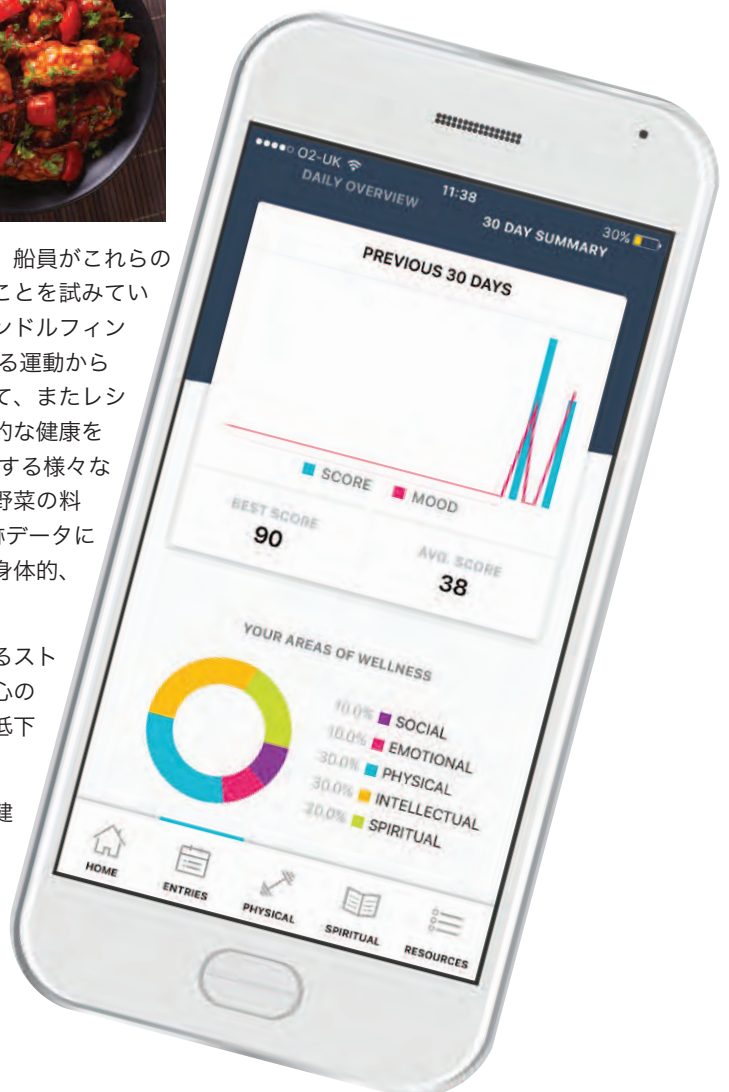 船員がこれらの
ことを試みてい
ンドルフィン
る運動から
て、またレシ
的な健康を
する様々な
野菜の料
データに
身体的、
るスト
心の
低下
建
O2-UK
11:38
30%
DAILY OVERVIEW
30 DAY SUMMARY
PREVIOUS 30 DAYS
SCORE
MOOD
BEST SCORE
90
AVG. SCORE
38
YOUR AREAS OF WELLNESS
10.0% SOCIAL
10.0% EMOTIONAL
30.0% PHYSICAL
30.0% INTELLECTUAL
20.0% SPIRITUAL
HOME
ENTRIES
PHYSICAL
SPIRITUAL
RESOURCES